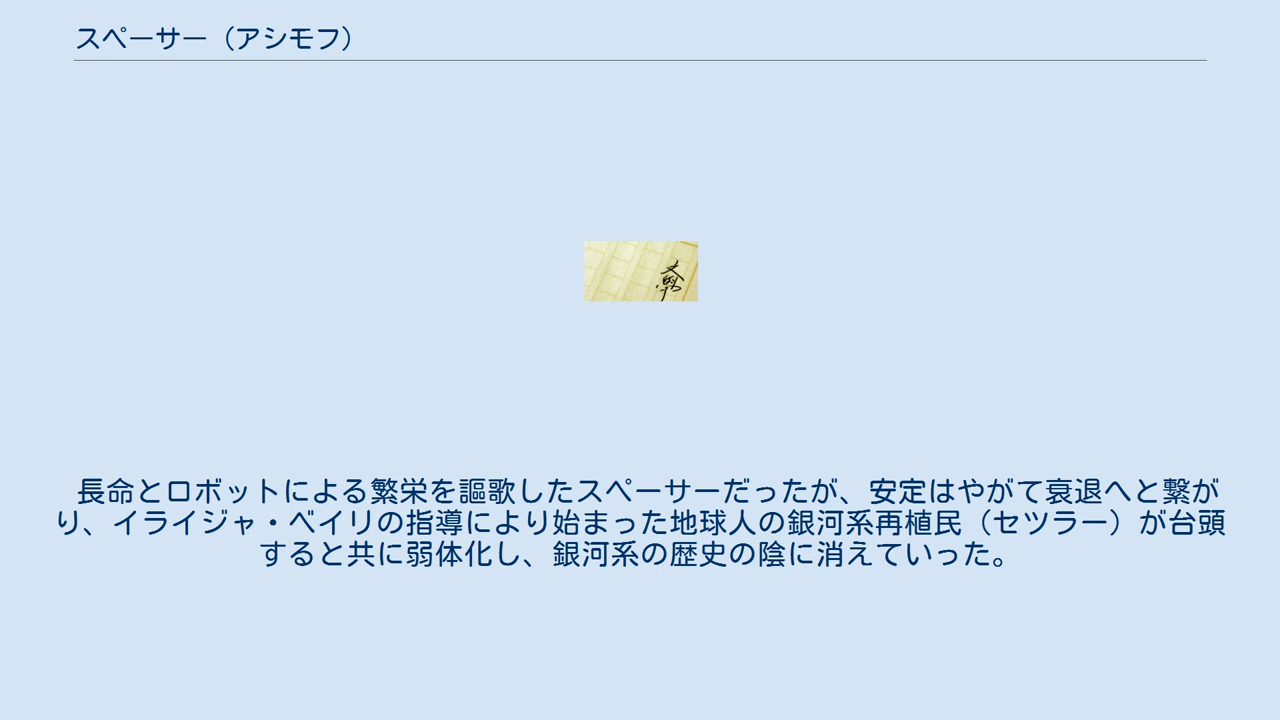 スペーサー（アシモフ）
長命とロボットによる繁栄を謳歌したスペーサーだったが、安定はやがて衰退へと繋が
り、イライジャ・ベイリの指導により始まった地球人の銀河系再植民（セツラー）が台頭
すると共に弱体化し、銀河系の歴史の陰に消えていった。